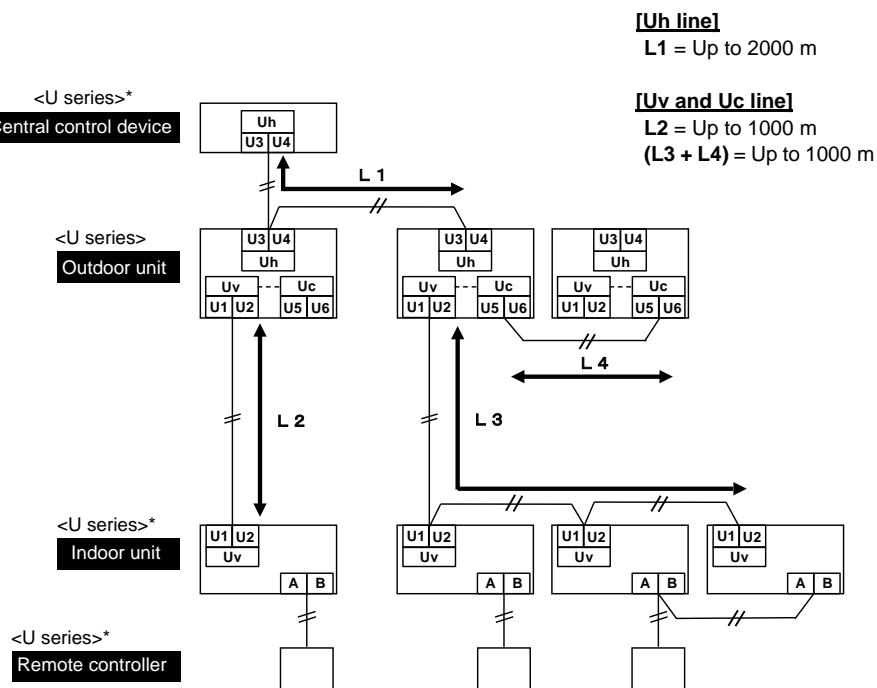 [Uh line]
L1 = Up to 2000 m
[Uv and Uc line]
L2 = Up to 1000 m
(L3 + L4) = Up to 1000 m
<U series>*
Central control device
Uh
U3 U4
L 1
<U series>
Outdoor unit
U3 U4
Uh
Uv Uc
U1 U2 U5 U6
U3 U4
Uh
Uv Uc
U1 U2 U5 U6
U3 U4
Uh
Uv Uc
U1 U2 U5 U6
L 4
L 2
L 3
<U series>*
Indoor unit
U1 U2
Uv
A B
U1 U2
Uv
A B
U1 U2
Uv
A B
U1 U2
Uv
A B
<U series>*
Remote controller